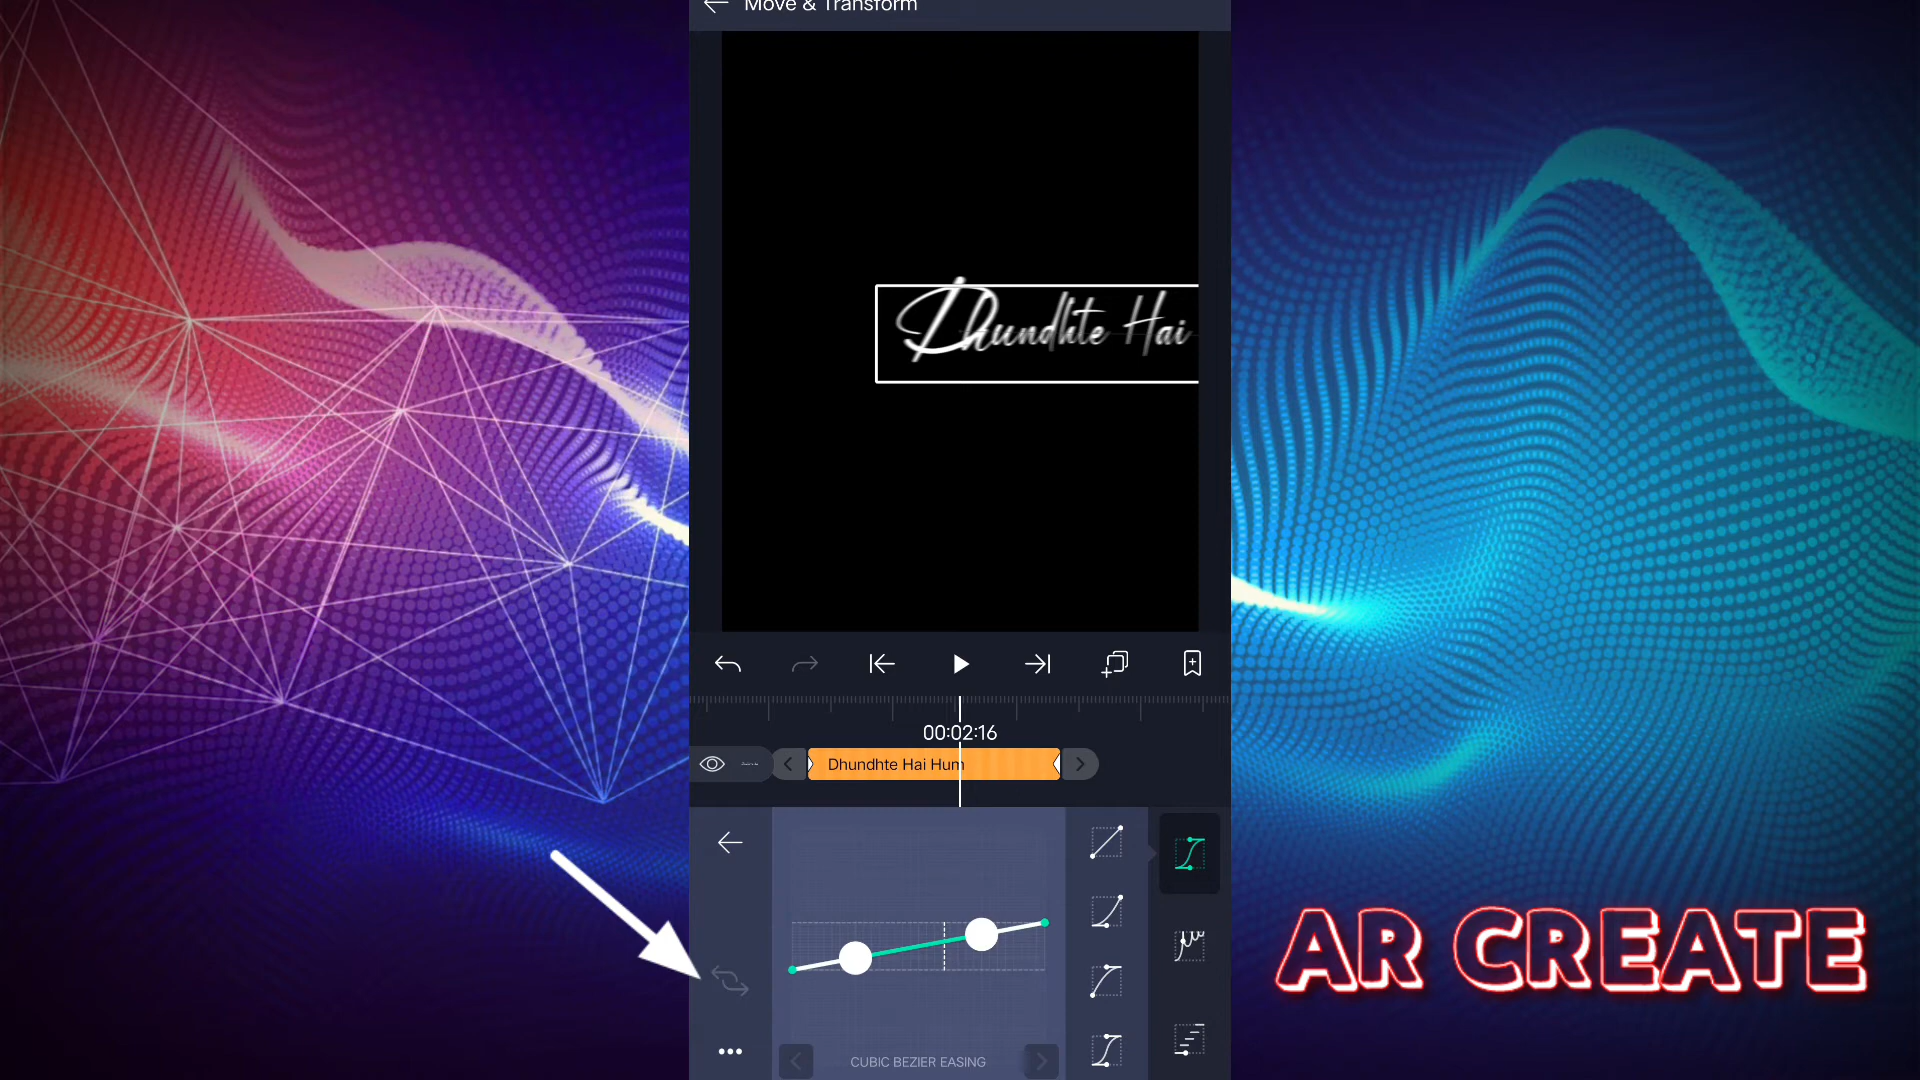 Move & Transform
Dhundhte Hai
00:02:16
Dhundhte Hai Hum
CUBIC BEZIER EASING
AR CREATE